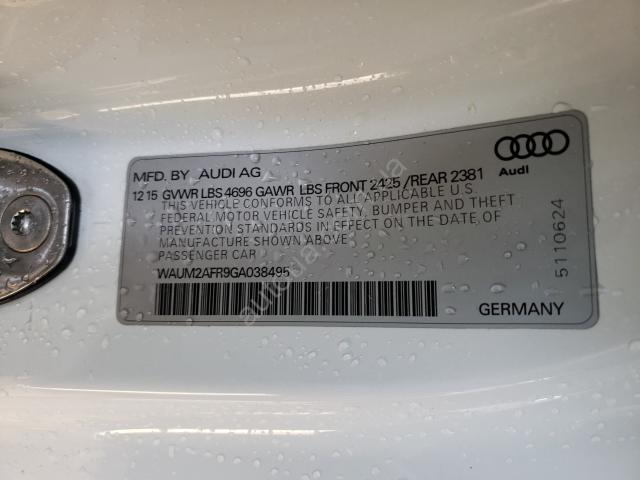 MFD. BY AUDI AG
Audi
12 15 GVWR LBS 4696 GAWR LBS FRONT 2425 /REAR 2381
THIS VEHICLE CONFORMS TO ALL APPLICABLE U.S.
FEDERAL MOTOR VEHICLE SAFETY, BUMPER AND THEFT
PREVENTION STANDARDS IN EFFECT ON THE DATE OF
MANUFACTURE SHOWN ABOVE
PASSENGER CAR
WAUM2AFR9GA038495
GERMANY
5110624